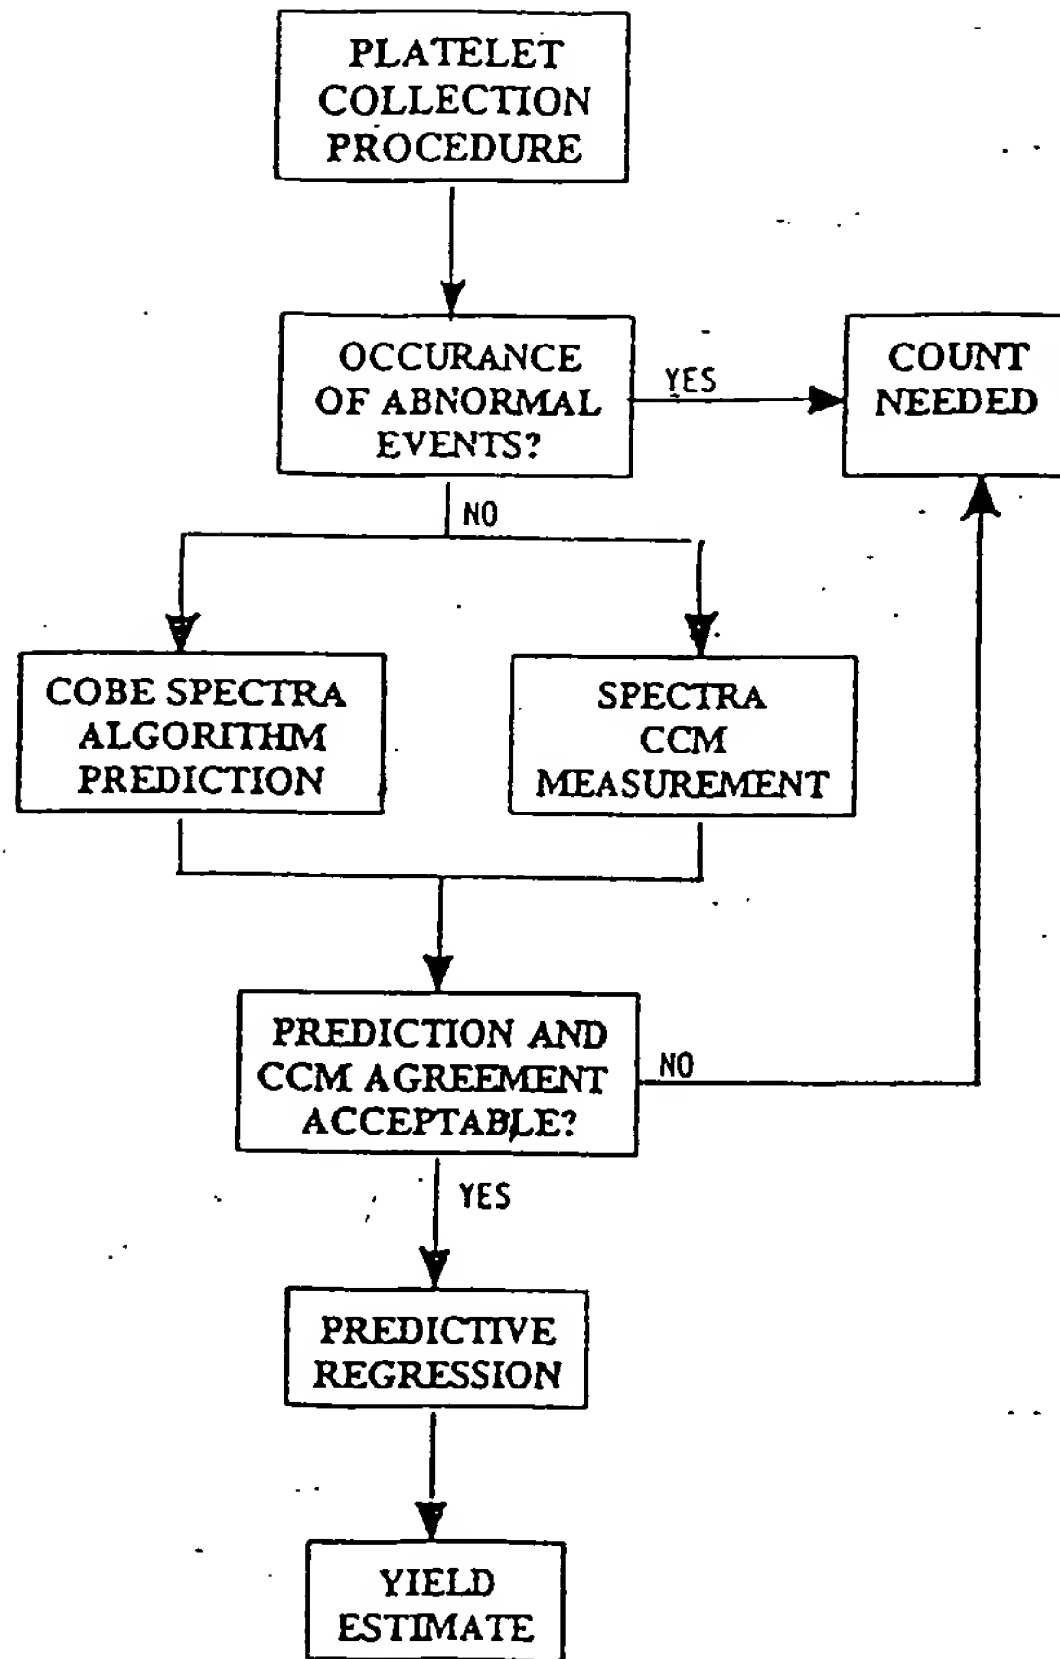 PLATELET
COLLECTION
PROCEDURE
OCCURANCE
OF ABNORMAL
EVENTS?
YES
COUNT
NEEDED
NO
COBE SPECTRA
ALGORITHM
PREDICTION
SPECTRA
CCM
MEASUREMENT
PREDICTION AND
CCM AGREEMENT
ACCEPTABLE?
NO
YES
PREDICTIVE
REGRESSION
YIELD
ESTIMATE